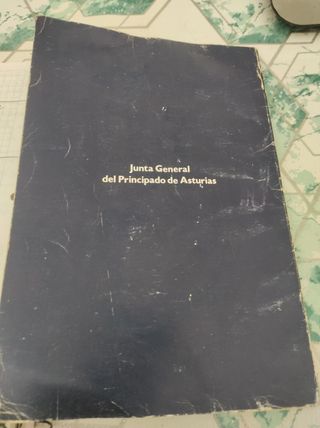 Junta General
del Principado de Asturias